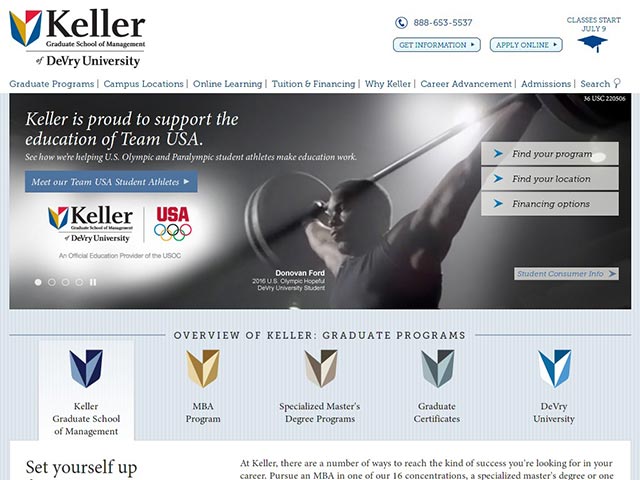 Keller
Graduate School of Management
of DeVry University
888-653-5537
GET INFORMATION
APPLY ONLINE
CLASSES START
JULY 9
Graduate Programs | Campus Locations | Online Learning | Tuition & Financing | Why Keller | Career Advancement | Admissions | Search
36 USC 220506
Keller is proud to support the
education of Team USA.
See how we're helping U.S. Olympic and Paralympic student athletes make education work.
Meet our Team USA Student Athletes
Find your program
Find your location
Financing options
Keller
Graduate School of Management
of DeVry University
USA
An Official Education Provider of the USOC
Donovan Ford
2016 U.S. Olympic Hopeful
DeVry University Student
Student Consumer Info
OVERVIEW OF KELLER: GRADUATE PROGRAMS
Keller
Graduate School
of Management
MBA
Program
Specialized Master's
Degree Programs
Graduate
Certificates
DeVry
University
Set yourself up
At Keller, there are a number of ways to reach the kind of success you're looking for in your
career. Pursue an MBA in one of our 16 concentrations, a specialized master's degree or one